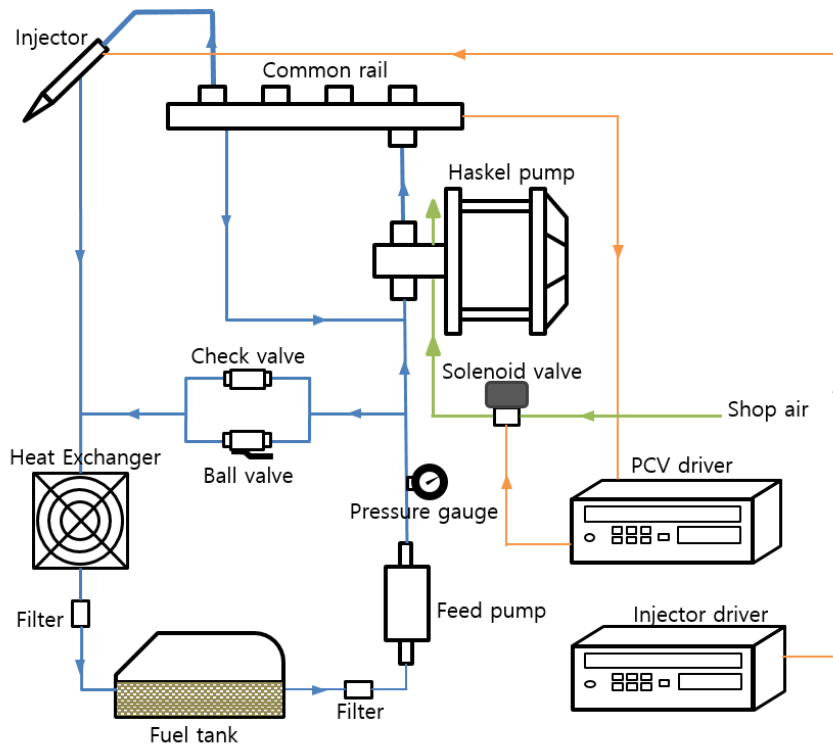 Injector
Common rail
Haskel pump
Check valve
Solenoid valve
Shop air
Heat Exchanger
Ball valve
PCV driver
Pressure gauge
Filter
Feed pump
Injector driver
Filter
Fuel tank